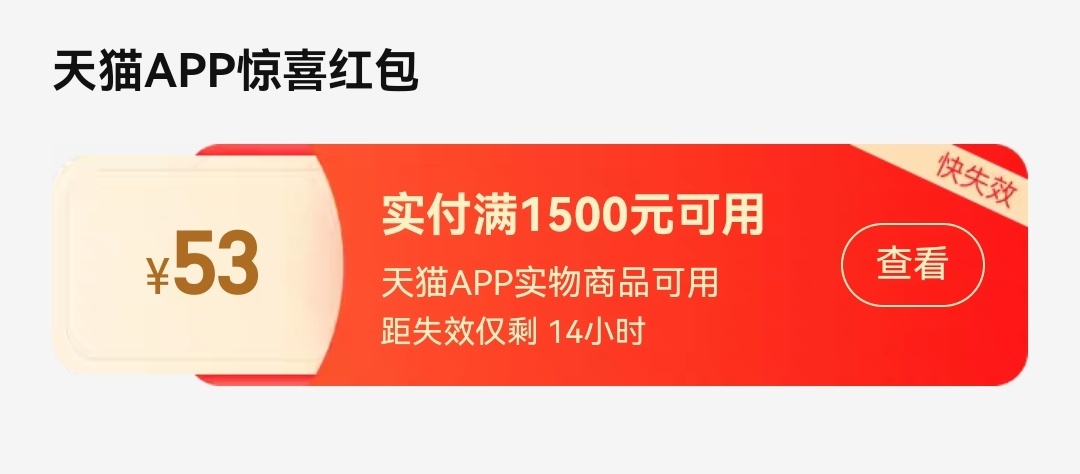 天猫APP惊喜红包
快失效
¥53
实付满1500元可用
天猫APP实物商品可用
距失效仅剩 14小时
查看